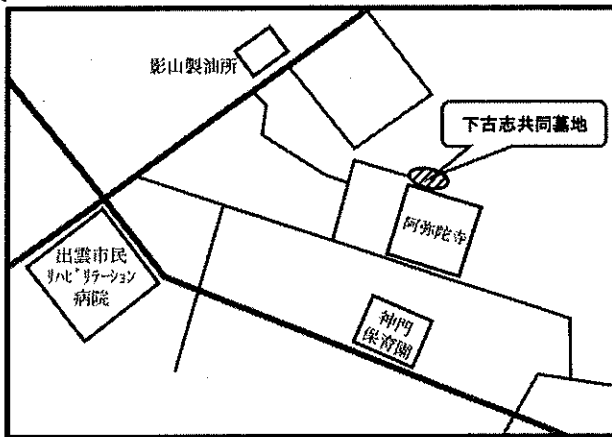 影山製油所
下古志共同墓地
阿弥陀寺
出雲市民
リハビリテーション
病院
神門
保育園